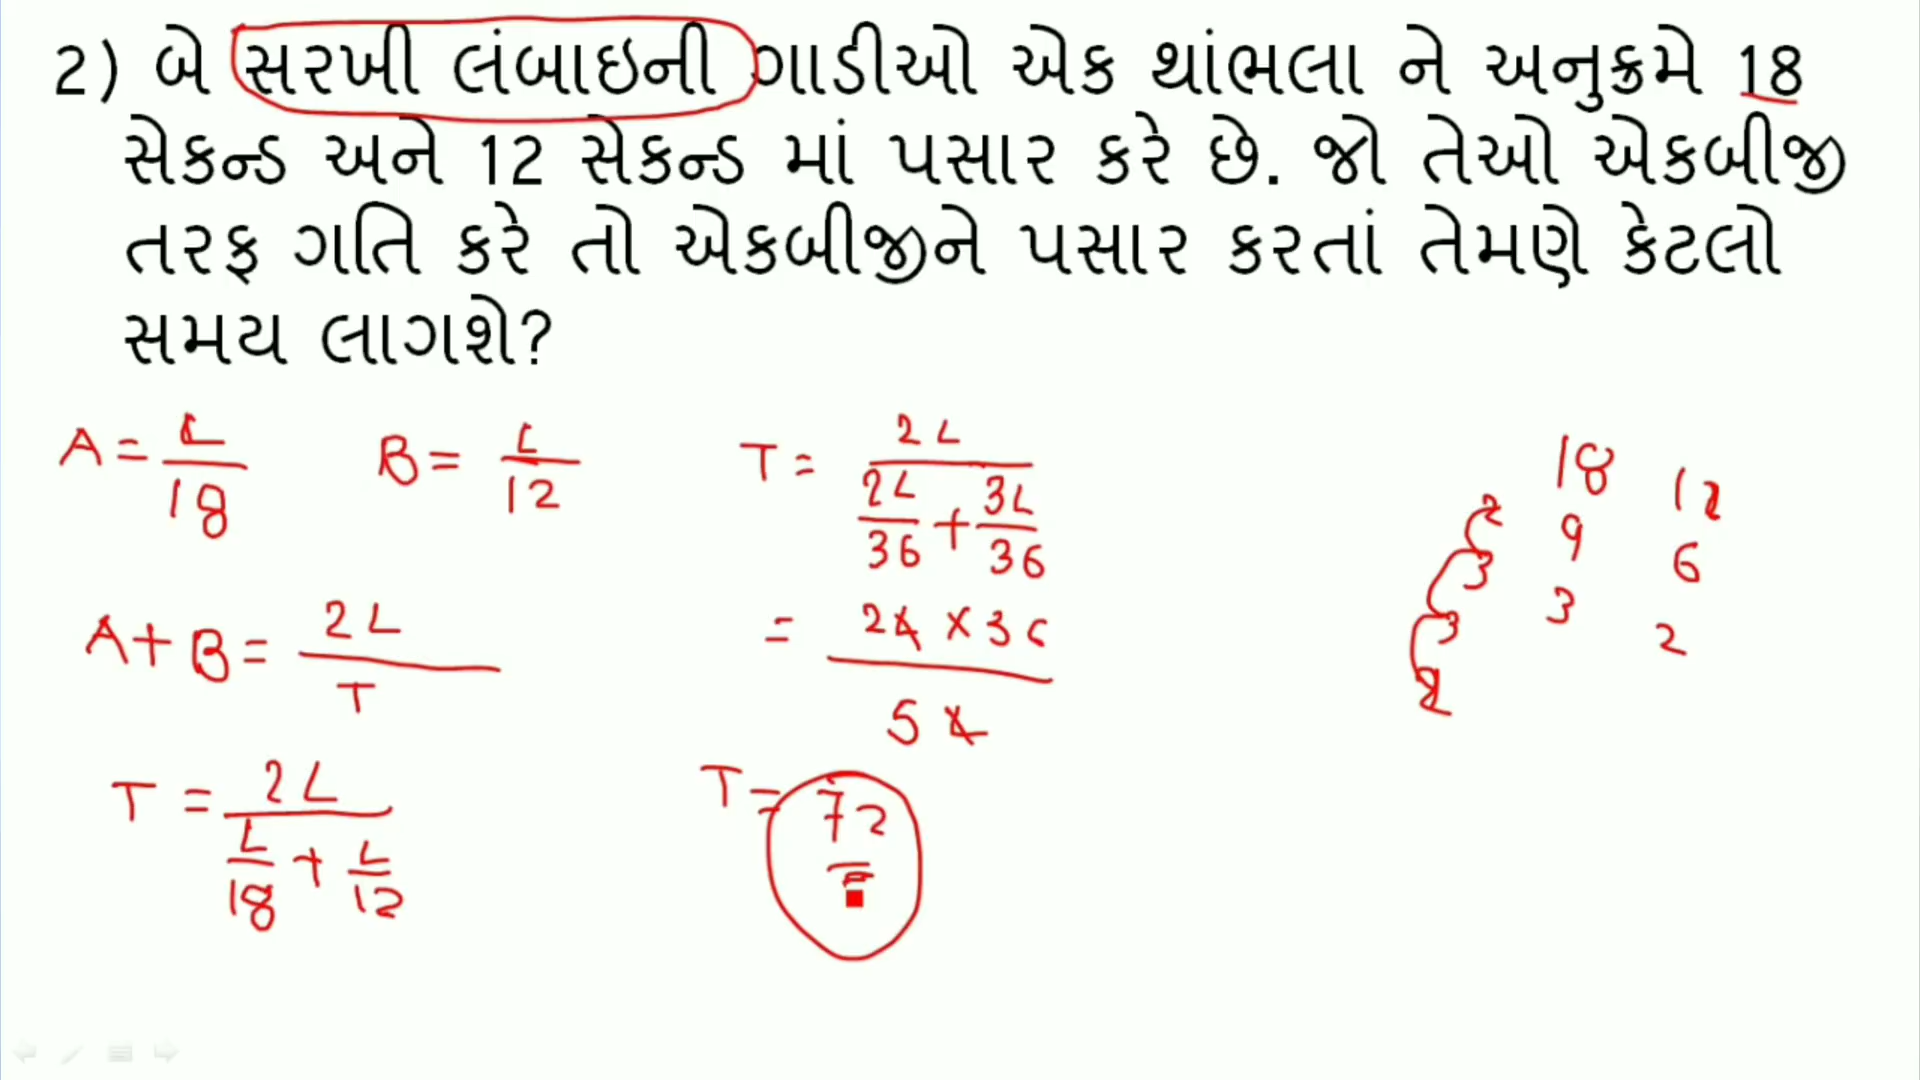 2) બે સરખી લંબાઇની ગાડીઓ એક થાંભલા ને અનુક્રમે 18
સેકન્ડ અને 12 સેકન્ડ માં પસાર કરે છે. જો તેઓ એકબીજી
તરફ ગતિ કરે તો એકબીજીને પસાર કરતાં તેમણે કેટલો
સમય લાગશે?
A = L/18
B = L/12
A + B = 2L/T
T = 2L / (L/18 + L/12)
T = 2L / (2L/36 + 3L/36)
= 2L × 36 / 5L
T = 72
18 12
2 9 6
3 3 2
3
2